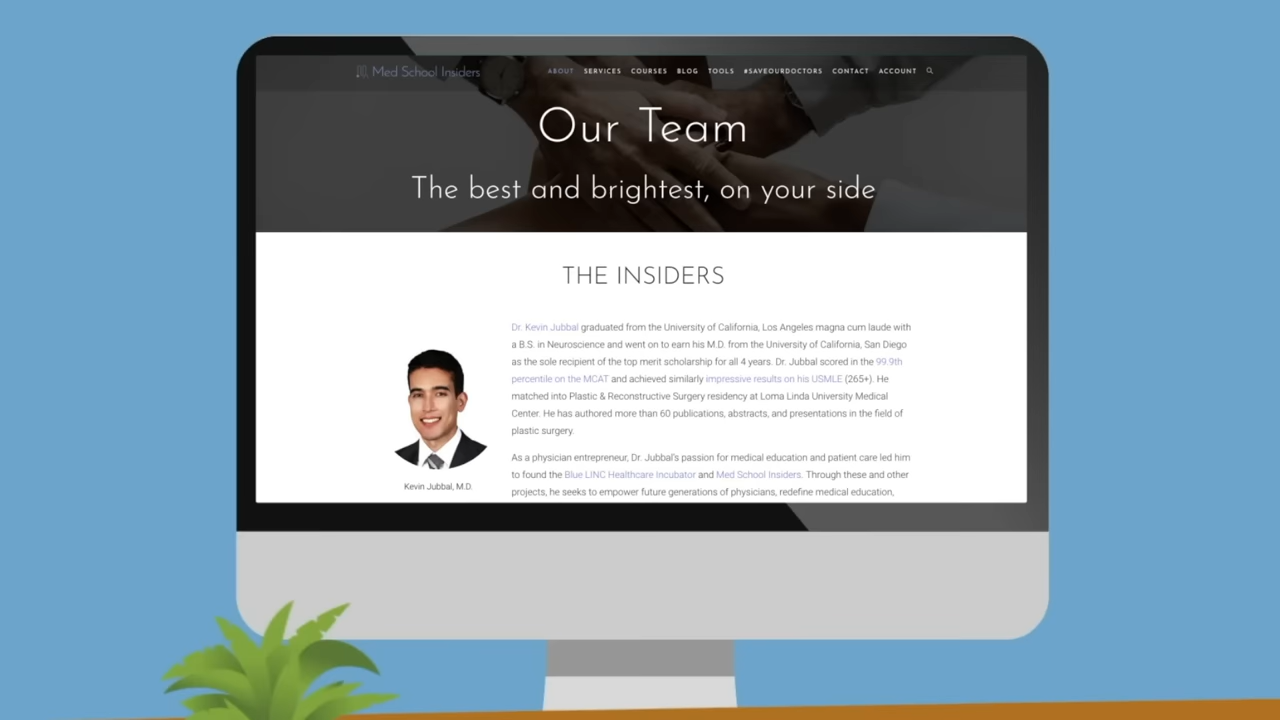 Med School Insiders
ABOUT SERVICES COURSES BLOG TOOLS #SAVEOURDOCTORS CONTACT ACCOUNT
Our Team
The best and brightest, on your side
THE INSIDERS
Dr. Kevin Jubbal graduated from the University of California, Los Angeles magna cum laude with
a B.S. in Neuroscience and went on to earn his M.D. from the University of California, San Diego
as the sole recipient of the top merit scholarship for all 4 years. Dr. Jubbal scored in the 99.9th
percentile on the MCAT and achieved similarly impressive results on his USMLE (265+). He
matched into Plastic & Reconstructive Surgery residency at Loma Linda University Medical
Center. He has authored more than 60 publications, abstracts, and presentations in the field of
plastic surgery.
As a physician entrepreneur, Dr. Jubbal's passion for medical education and patient care led him
to found the Blue LINC Healthcare Incubator and Med School Insiders. Through these and other
projects, he seeks to empower future generations of physicians, redefine medical education,
Kevin Jubbal, M.D.